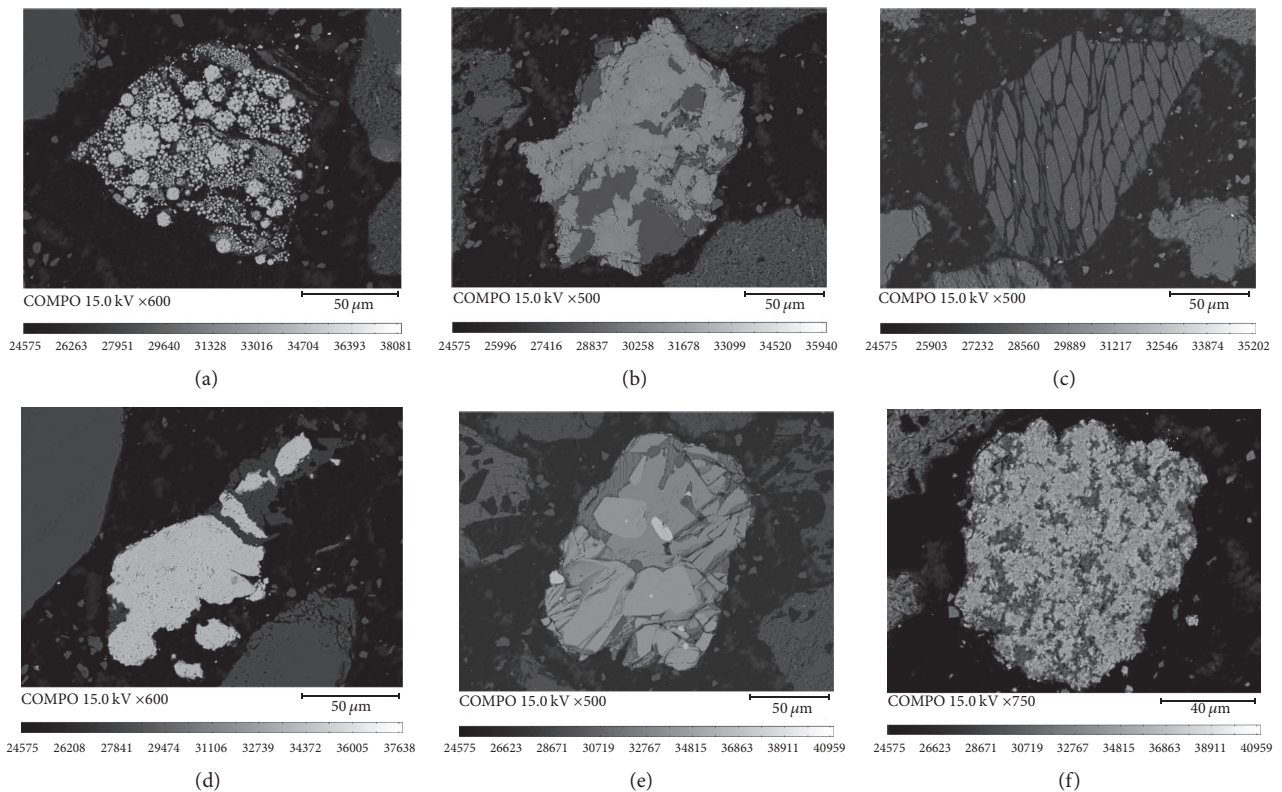 COMPO 15.0 kV ×600
50 μm
24575 26263 27951 29640 31328 33016 34704 36393 38081
(a)
COMPO 15.0 kV ×500
50 μm
24575 25996 27416 28837 30258 31678 33099 34520 35940
(b)
COMPO 15.0 kV ×500
50 μm
24575 25903 27232 28560 29889 31217 32546 33874 35202
(c)
COMPO 15.0 kV ×600
50 μm
24575 26208 27841 29474 31106 32739 34372 36005 37638
(d)
COMPO 15.0 kV ×500
50 μm
24575 26623 28671 30719 32767 34815 36863 38911 40959
(e)
COMPO 15.0 kV ×750
40 μm
24575 26623 28671 30719 32767 34815 36863 38911 40959
(f)